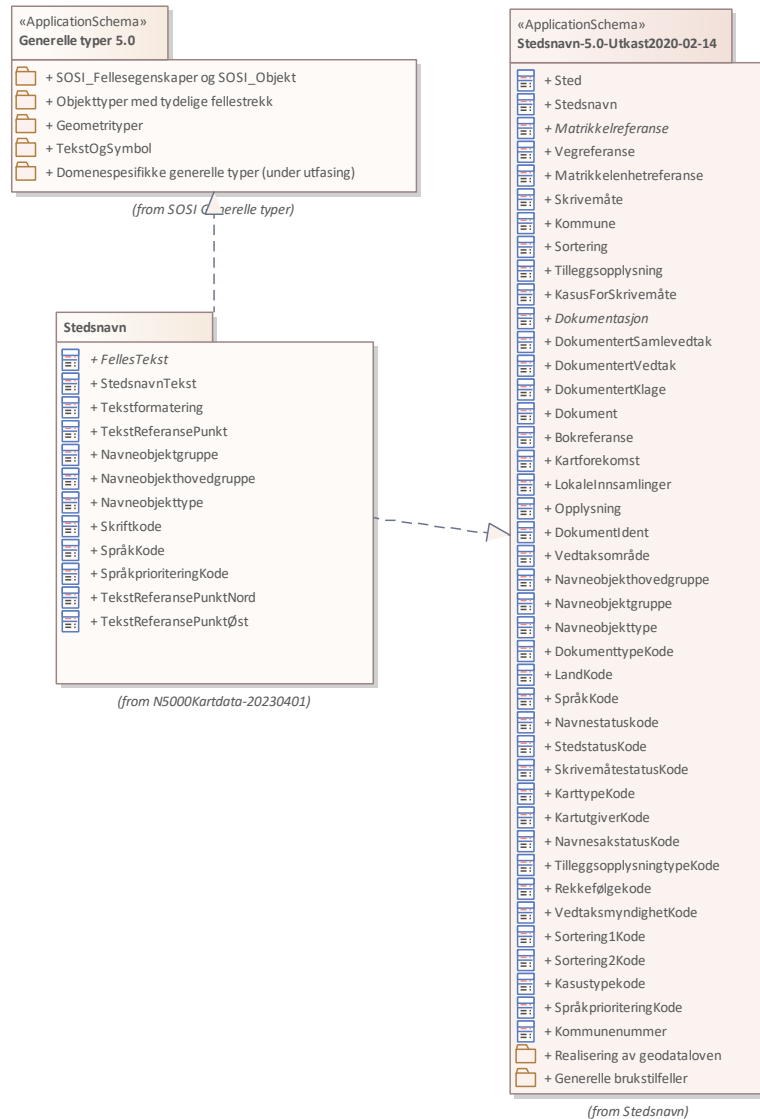 «ApplicationSchema»
Generelle typer 5.0
+ SOSI_Fellesegenskaper og SOSI_Objekt
+ Objekttyper med tydelige fellestrekk
+ Geometrityper
+ TekstOgSymbol
+ Domenespesifikke generelle typer (under utfasing)
(from SOSI Generelle typer)
Stedsnavn
+ FellesTekst
+ StedsnavnTekst
+ Tekstformatering
+ TekstReferansePunkt
+ Navneobjektgruppe
+ Navneobjekthovedgruppe
+ Navneobjekttype
+ Skriftkode
+ SpråkKode
+ SpråkprioriteringKode
+ TekstReferansePunktNord
+ TekstReferansePunktØst
(from N5000Kartdata-20230401)
«ApplicationSchema»
Stedsnavn-5.0-Utkast2020-02-14
+ Sted
+ Stedsnavn
+ Matrikkelreferanse
+ Vegreferanse
+ Matrikkelenhetreferanse
+ Skrivemåte
+ Kommune
+ Sortering
+ Tilleggsopplysning
+ KasusForSkrivemåte
+ Dokumentasjon
+ DokumentertSamlevedtak
+ DokumentertVedtak
+ DokumentertKlage
+ Dokument
+ Bokreferanse
+ Kartforekomst
+ LokaleInnsamlinger
+ Opplysning
+ DokumentIdent
+ Vedtaksområde
+ Navneobjekthovedgruppe
+ Navneobjektgruppe
+ Navneobjekttype
+ DokumenttypeKode
+ LandKode
+ SpråkKode
+ Navnestatuskode
+ StedstatusKode
+ SkrivemåtestatusKode
+ KarttypeKode
+ KartutgiverKode
+ NavnesakstatusKode
+ TilleggsopplysningtypeKode
+ Rekkefølgekode
+ VedtaksmyndighetKode
+ Sortering1Kode
+ Sortering2Kode
+ Kasustypekode
+ SpråkprioriteringKode
+ Kommunenummer
+ Realisering av geodataloven
+ Generelle brukstilfeller
(from Stedsnavn)